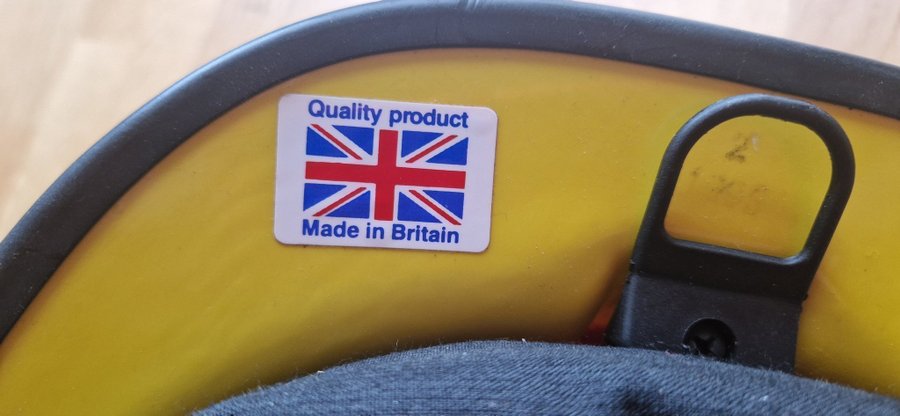 Quality product
Made in Britain